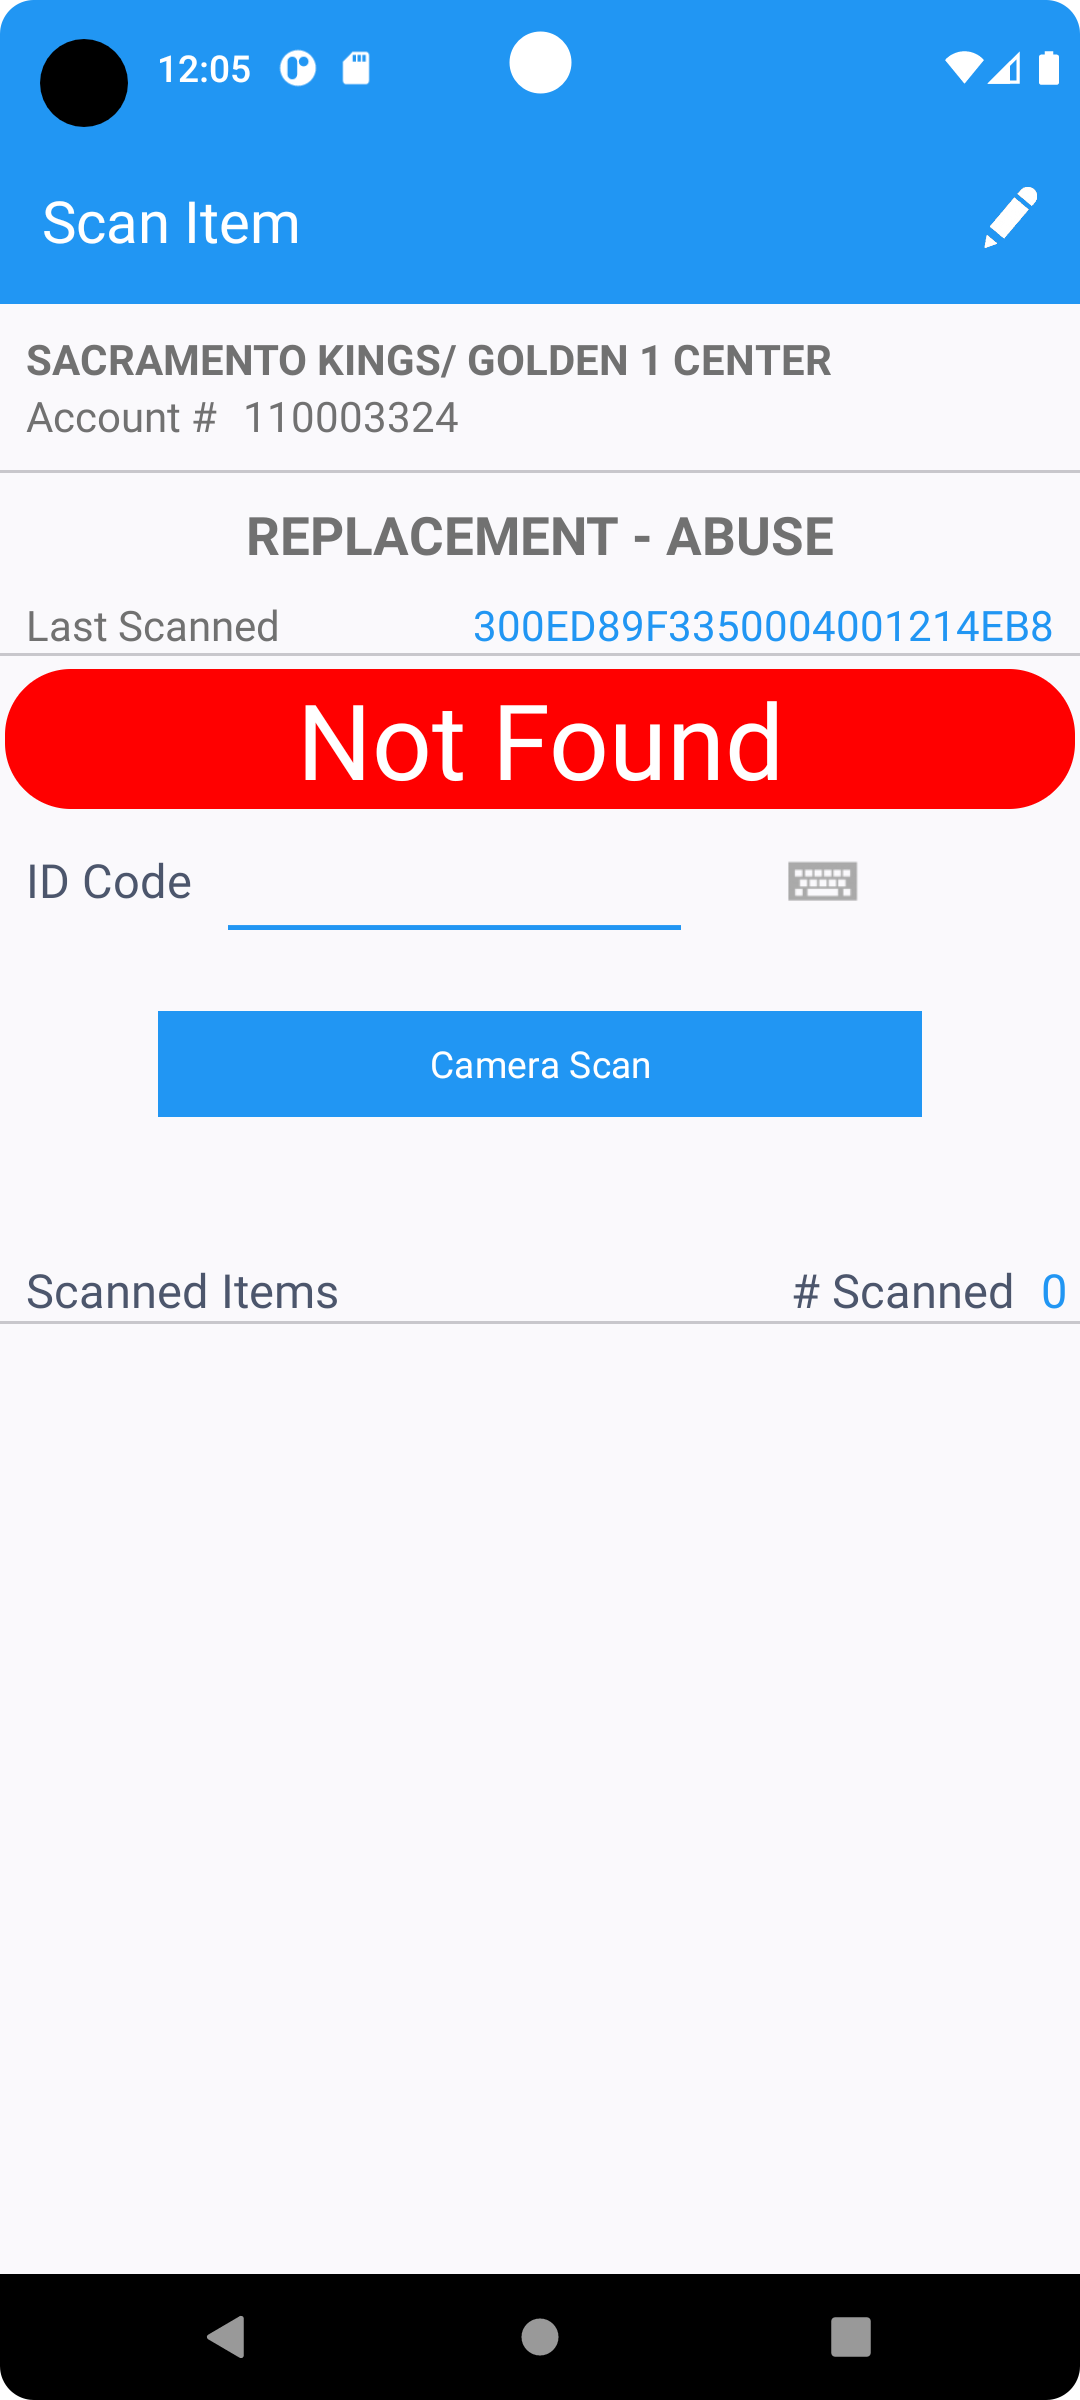 12:05
Scan Item
SACRAMENTO KINGS/ GOLDEN 1 CENTER
Account # 110003324
REPLACEMENT - ABUSE
Last Scanned 300ED89F3350004001214EB8
Not Found
ID Code
Camera Scan
Scanned Items # Scanned 0